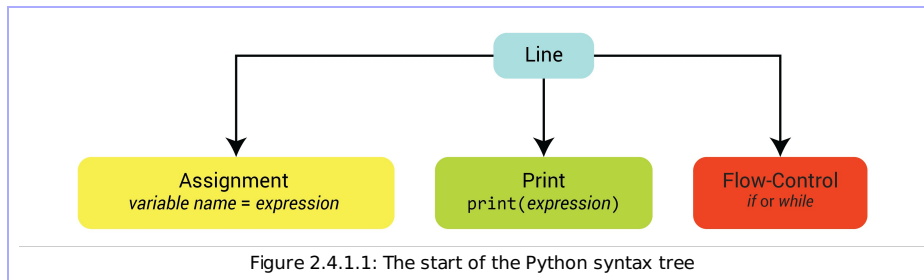 Line
Assignment
variable name = expression
Print
print(expression)
Flow-Control
if or while
Figure 2.4.1.1: The start of the Python syntax tree